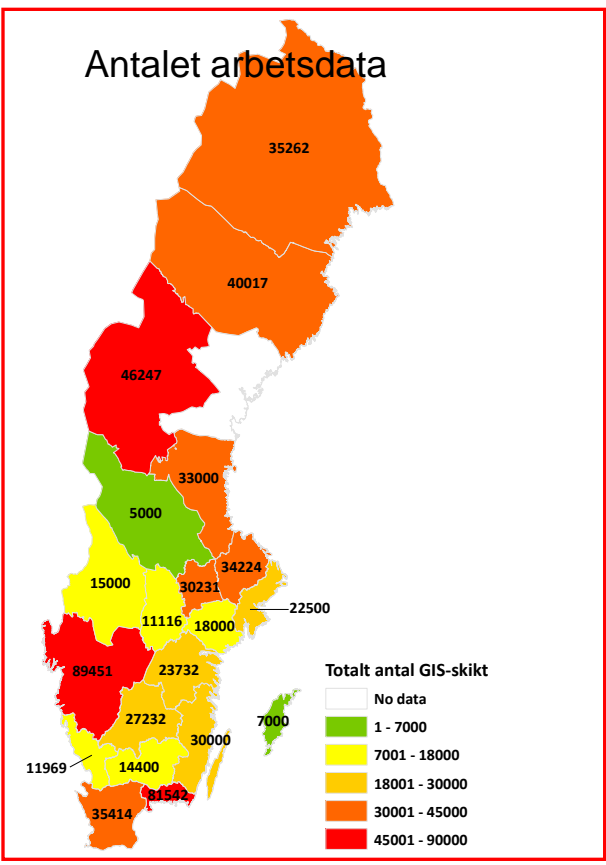 Antalet arbetsdata
35262
40017
46247
33000
5000
34224
30231
15000
22500
11116
18000
23732
89451
27232
7000
30000
11969
14400
81542
35414
Totalt antal GIS-skikt
No data
1 - 7000
7001 - 18000
18001 - 30000
30001 - 45000
45001 - 90000